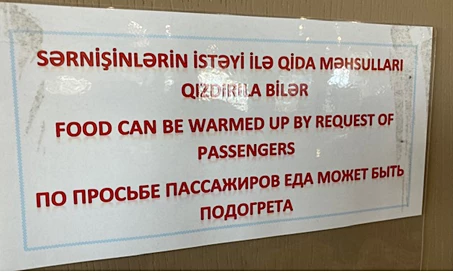 SƏRNİŞİNLƏRİN İSTƏYİ İLƏ QİDA MƏHSULLARI
QIZDIRILA BİLƏR
FOOD CAN BE WARMED UP BY REQUEST OF
PASSENGERS
ПО ПРОСЬБЕ ПАССАЖИРОВ ЕДА МОЖЕТ БЫТЬ
ПОДОГРЕТА